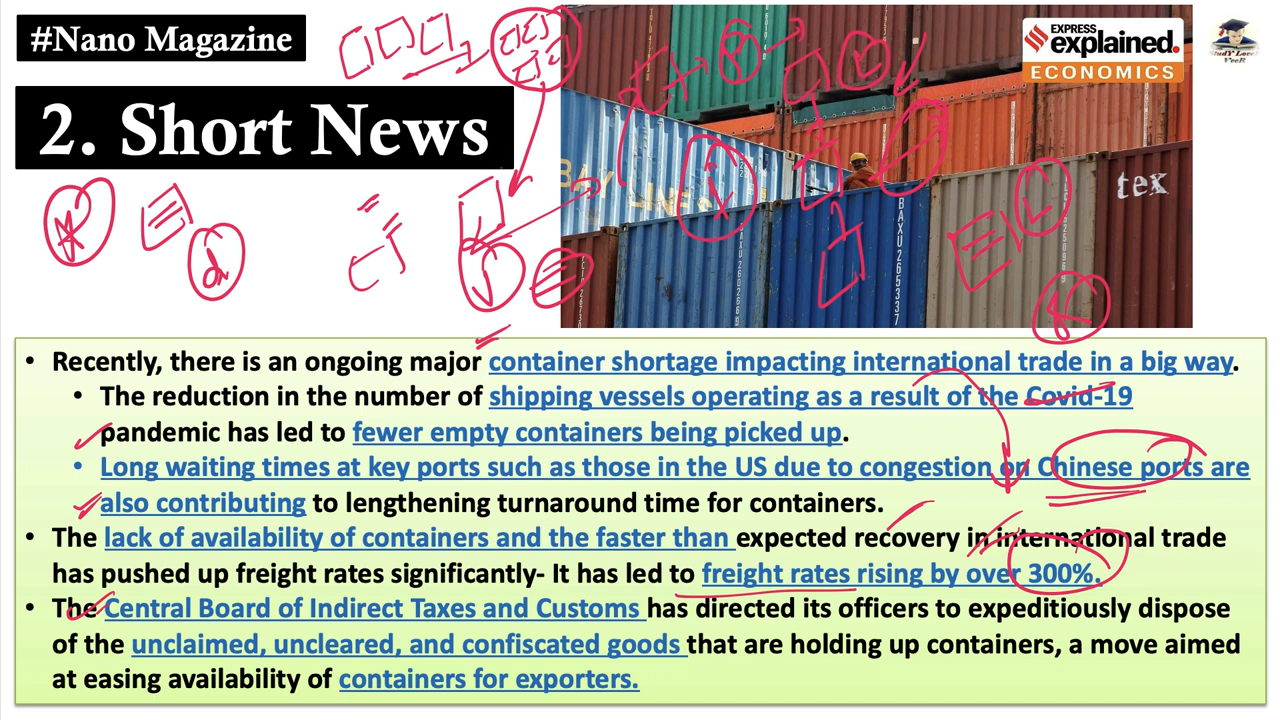 #Nano Magazine
EXPRESS
explained.
ECONOMICS
StudY LoveR
VeeR
2. Short News
BAY LINES
tex
BAXU 265337
• Recently, there is an ongoing major container shortage impacting international trade in a big way.
• The reduction in the number of shipping vessels operating as a result of the Covid-19
pandemic has led to fewer empty containers being picked up.
• Long waiting times at key ports such as those in the US due to congestion on Chinese ports are
also contributing to lengthening turnaround time for containers.
• The lack of availability of containers and the faster than expected recovery in international trade
has pushed up freight rates significantly- It has led to freight rates rising by over 300%.
• The Central Board of Indirect Taxes and Customs has directed its officers to expeditiously dispose
of the unclaimed, uncleared, and confiscated goods that are holding up containers, a move aimed
at easing availability of containers for exporters.